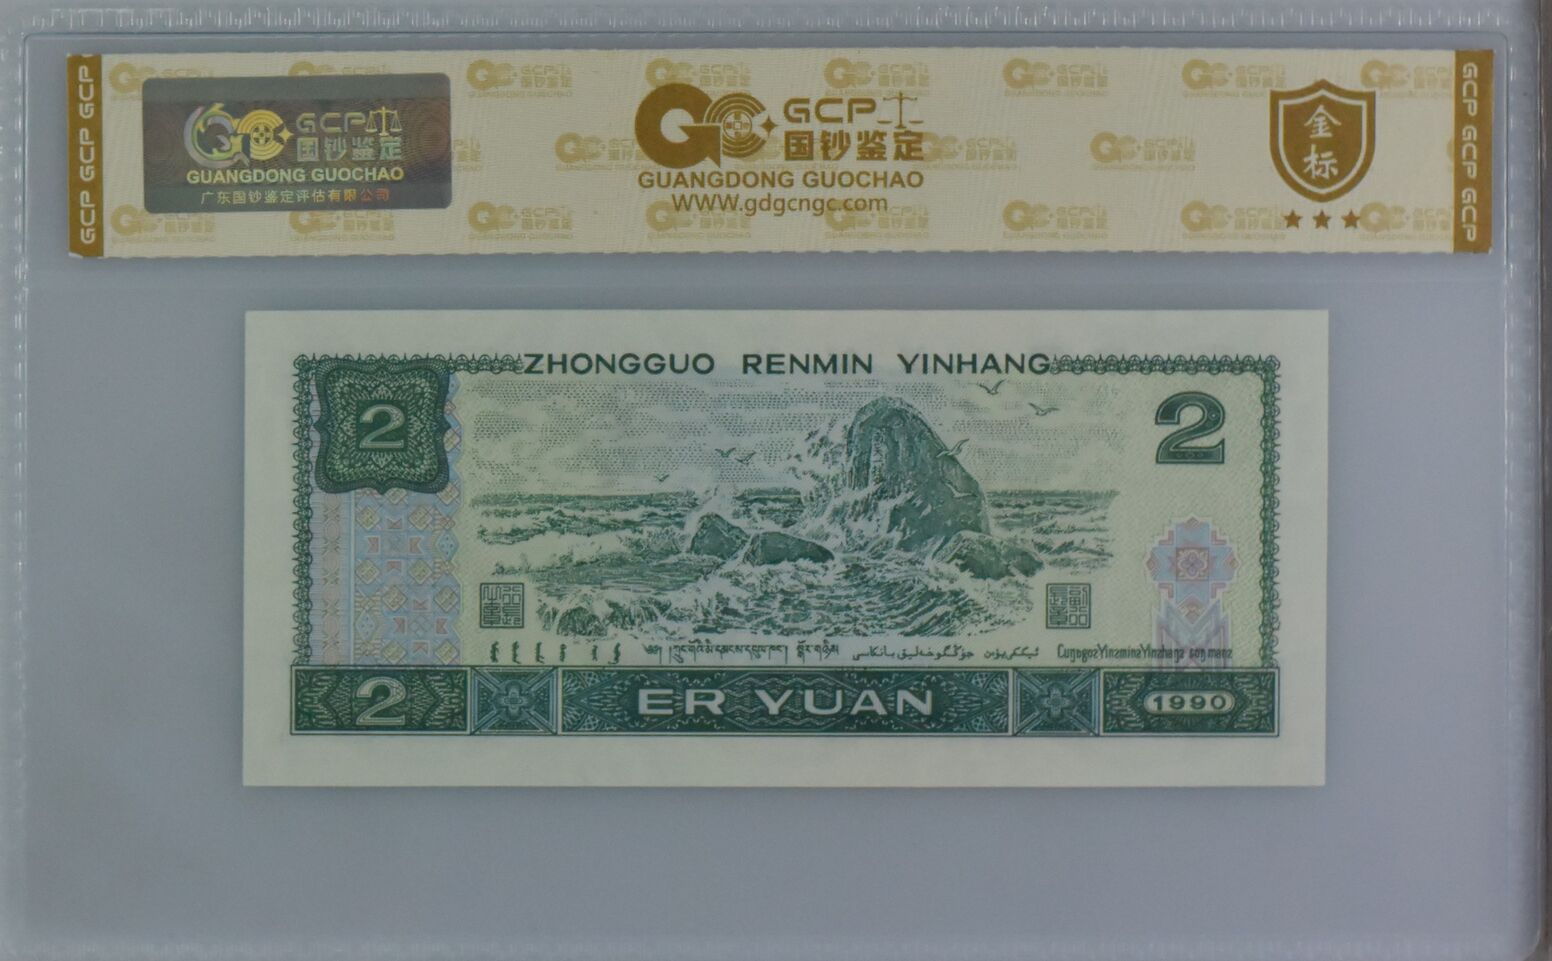 GCP GCP GCP
GCP
国钞鉴定
GUANGDONG GUOCHAO
广东国钞鉴定评估有限公司
GCP
国钞鉴定
GUANGDONG GUOCHAO
WWW.gdgcngc.com
金
标
GCP GCP GCP
ZHONGGUO RENMIN YINHANG
2
2
2
ER YUAN
1990